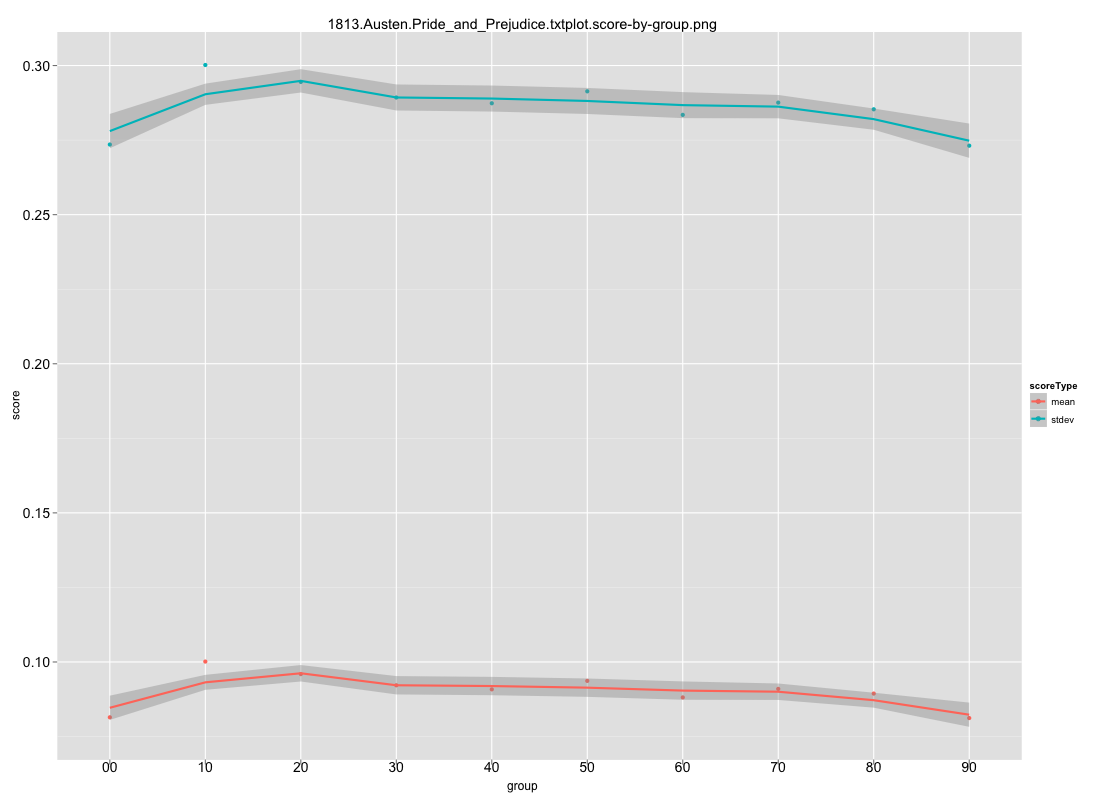 1813.Austen.Pride_and_Prejudice.txtplot.score-by-group.png
0.30
0.25
0.20
0.15
0.10
score
00 10 20 30 40 50 60 70 80 90
group
scoreType
mean
stdev